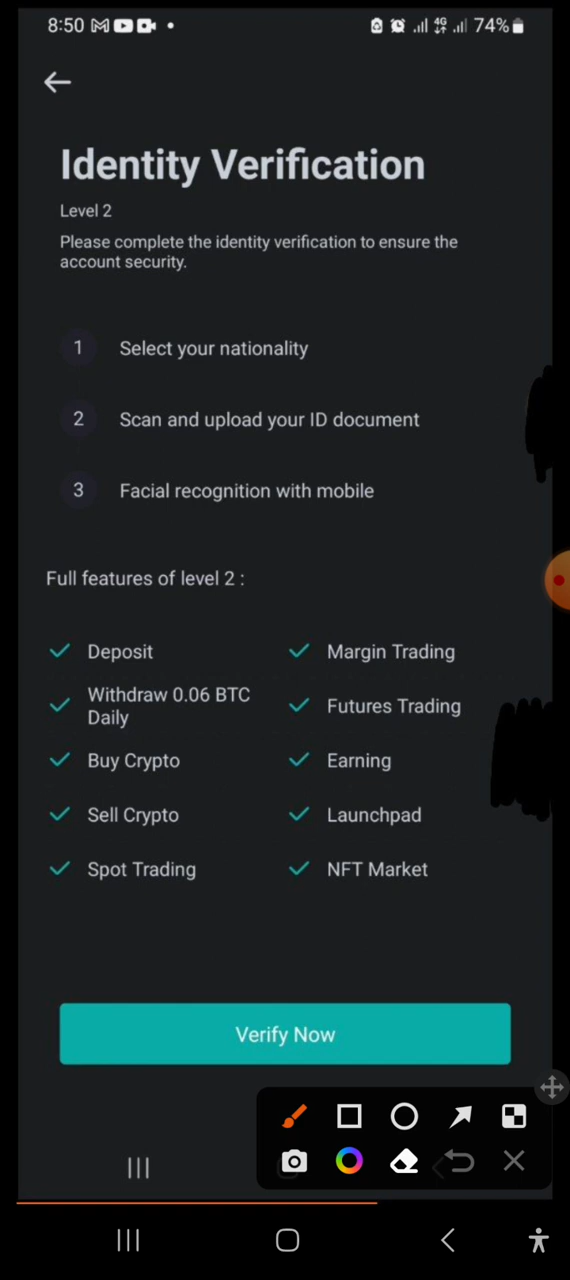 8:50
4G
74%
Identity Verification
Level 2
Please complete the identity verification to ensure the
account security.
1 Select your nationality
2 Scan and upload your ID document
3 Facial recognition with mobile
Full features of level 2 :
Deposit
Margin Trading
Withdraw 0.06 BTC
Daily
Futures Trading
Buy Crypto
Earning
Sell Crypto
Launchpad
Spot Trading
NFT Market
Verify Now